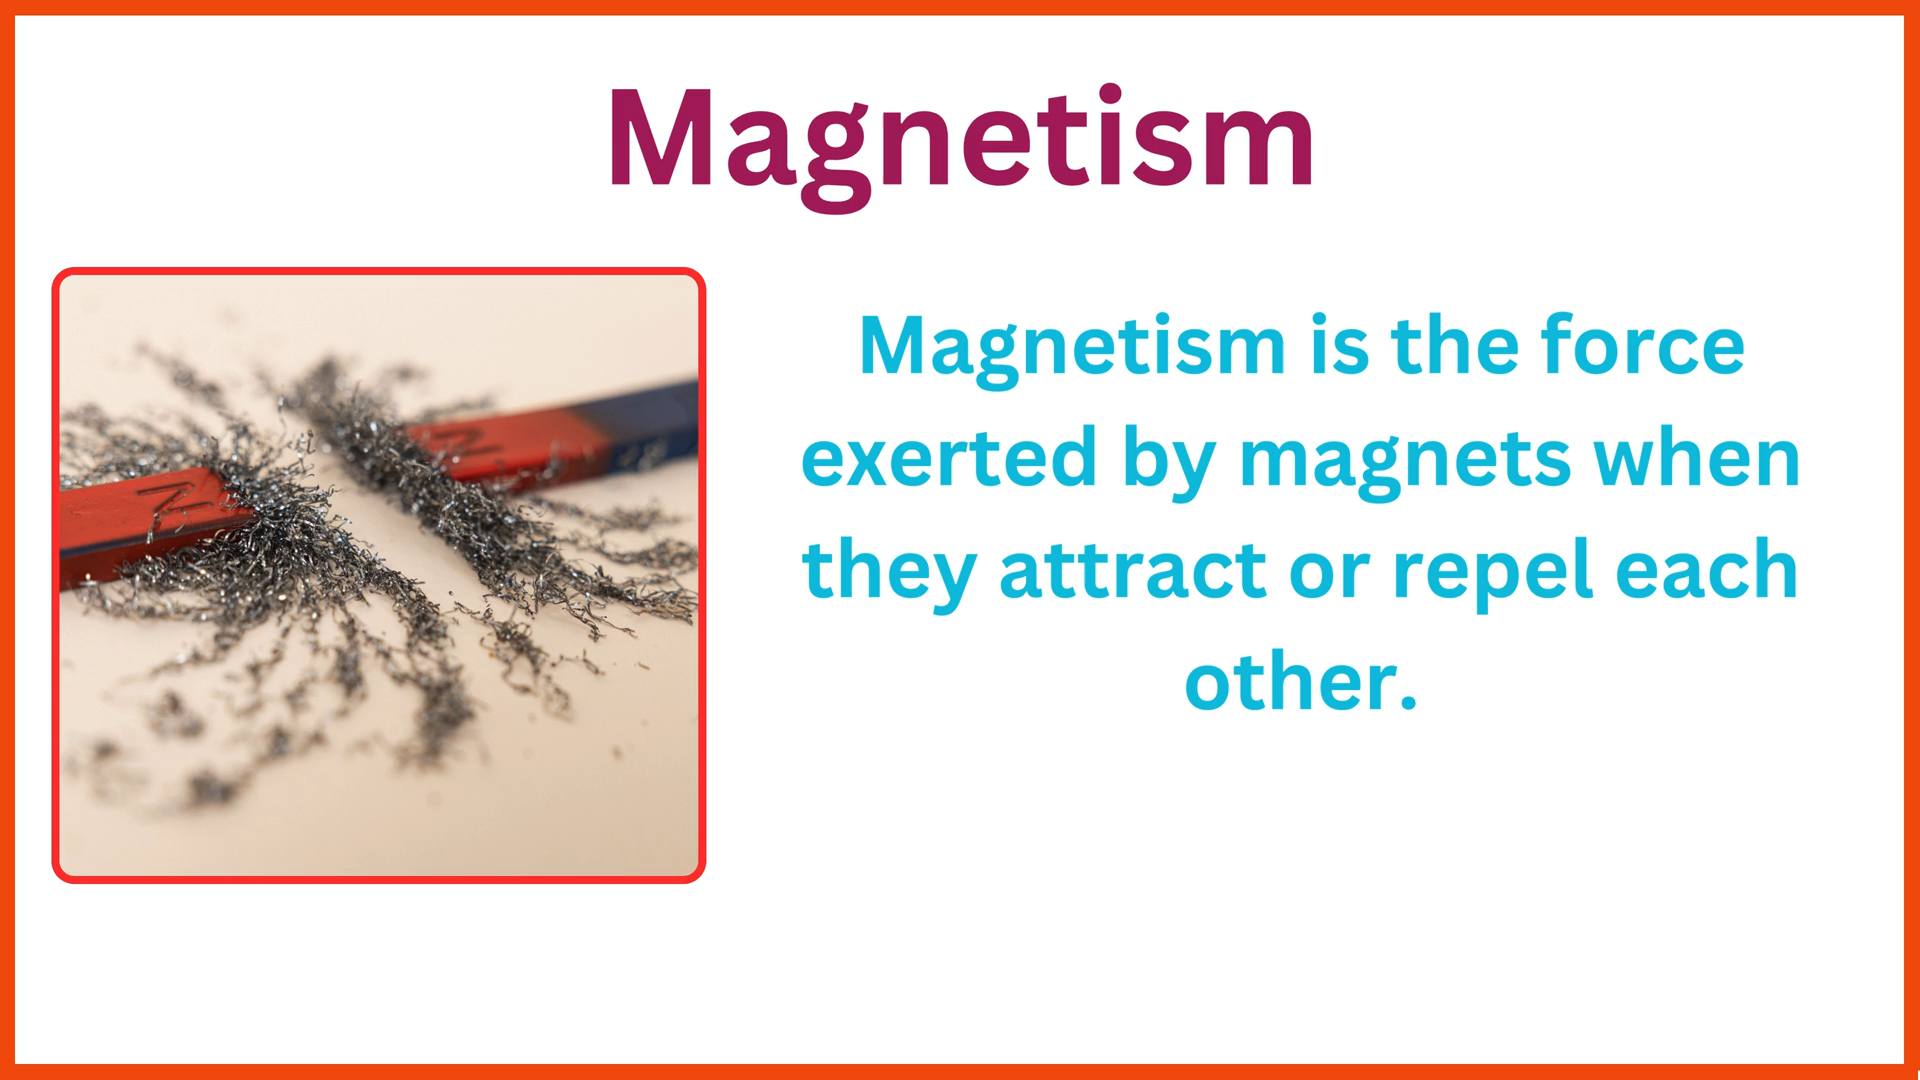 Magnetism
Magnetism is the force
exerted by magnets when
they attract or repel each
other.
N
N